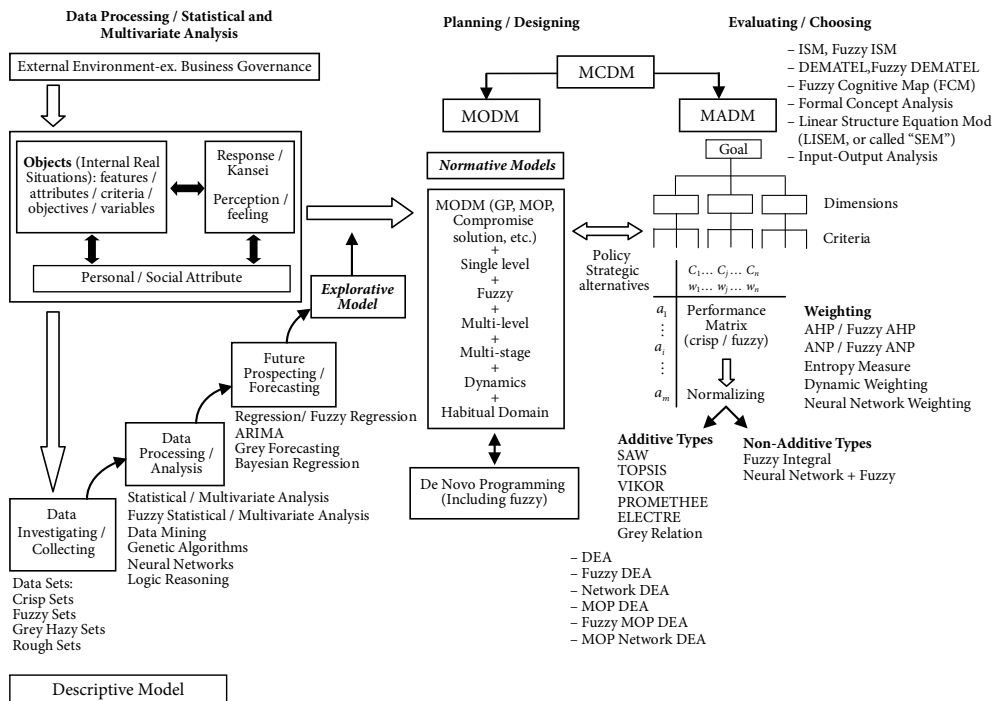 Data Processing / Statistical and
Multivariate Analysis
External Environment-ex. Business Governance
Objects (Internal Real
Situations): features /
attributes / criteria /
objectives / variables
Response /
Kansei
Perception /
feeling
Personal / Social Attribute
Explorative
Model
Future
Prospecting /
Forecasting
Regression/ Fuzzy Regression
ARIMA
Grey Forecasting
Bayesian Regression
Data
Processing /
Analysis
Statistical / Multivariate Analysis
Fuzzy Statistical / Multivariate Analysis
Data Mining
Genetic Algorithms
Neural Networks
Logic Reasoning
Data
Investigating /
Collecting
Data Sets:
Crisp Sets
Fuzzy Sets
Grey Hazy Sets
Rough Sets
Descriptive Model
Planning / Designing
MCDM
MODM
MADM
Normative Models
MODM (GP, MOP,
Compromise
solution, etc.)
+
Single level
+
Fuzzy
+
Multi-level
+
Multi-stage
+
Dynamics
+
Habitual Domain
De Novo Programming
(Including fuzzy)
Policy
Strategic
alternatives
Evaluating / Choosing
– ISM, Fuzzy ISM
– DEMATEL,Fuzzy DEMATEL
– Fuzzy Cognitive Map (FCM)
– Formal Concept Analysis
– Linear Structure Equation Mod
(LISEM, or called “SEM”)
– Input-Output Analysis
Goal
Dimensions
Criteria
C1… Cj… Cn
w1… wj… wn
a1
⋮
ai
⋮
am
Performance
Matrix
(crisp / fuzzy)
Normalizing
Weighting
AHP / Fuzzy AHP
ANP / Fuzzy ANP
Entropy Measure
Dynamic Weighting
Neural Network Weighting
Additive Types
SAW
TOPSIS
VIKOR
PROMETHEE
ELECTRE
Grey Relation
Non-Additive Types
Fuzzy Integral
Neural Network + Fuzzy
– DEA
– Fuzzy DEA
– Network DEA
– MOP DEA
– Fuzzy MOP DEA
– MOP Network DEA